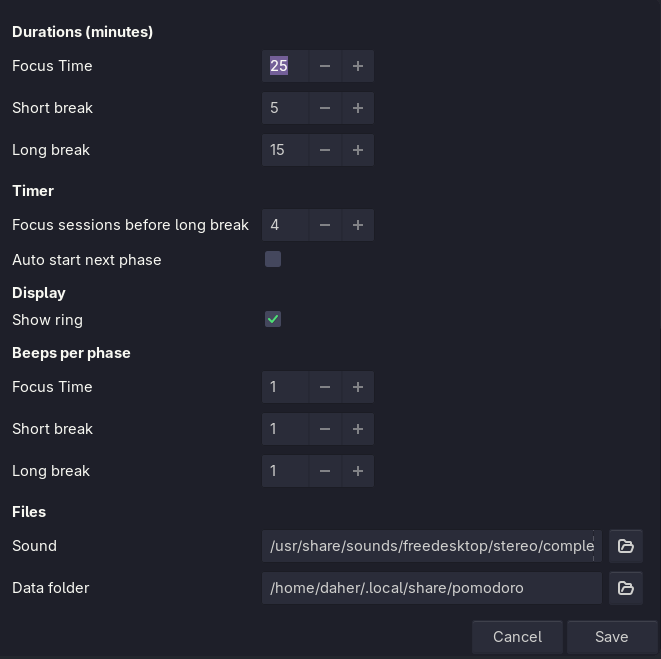 Durations (minutes)
Focus Time 25 − +
Short break 5 − +
Long break 15 − +
Timer
Focus sessions before long break 4 − +
Auto start next phase
Display
Show ring
Beeps per phase
Focus Time 1 − +
Short break 1 − +
Long break 1 − +
Files
Sound /usr/share/sounds/freedesktop/stereo/comple
Data folder /home/daher/.local/share/pomodoro
Cancel Save